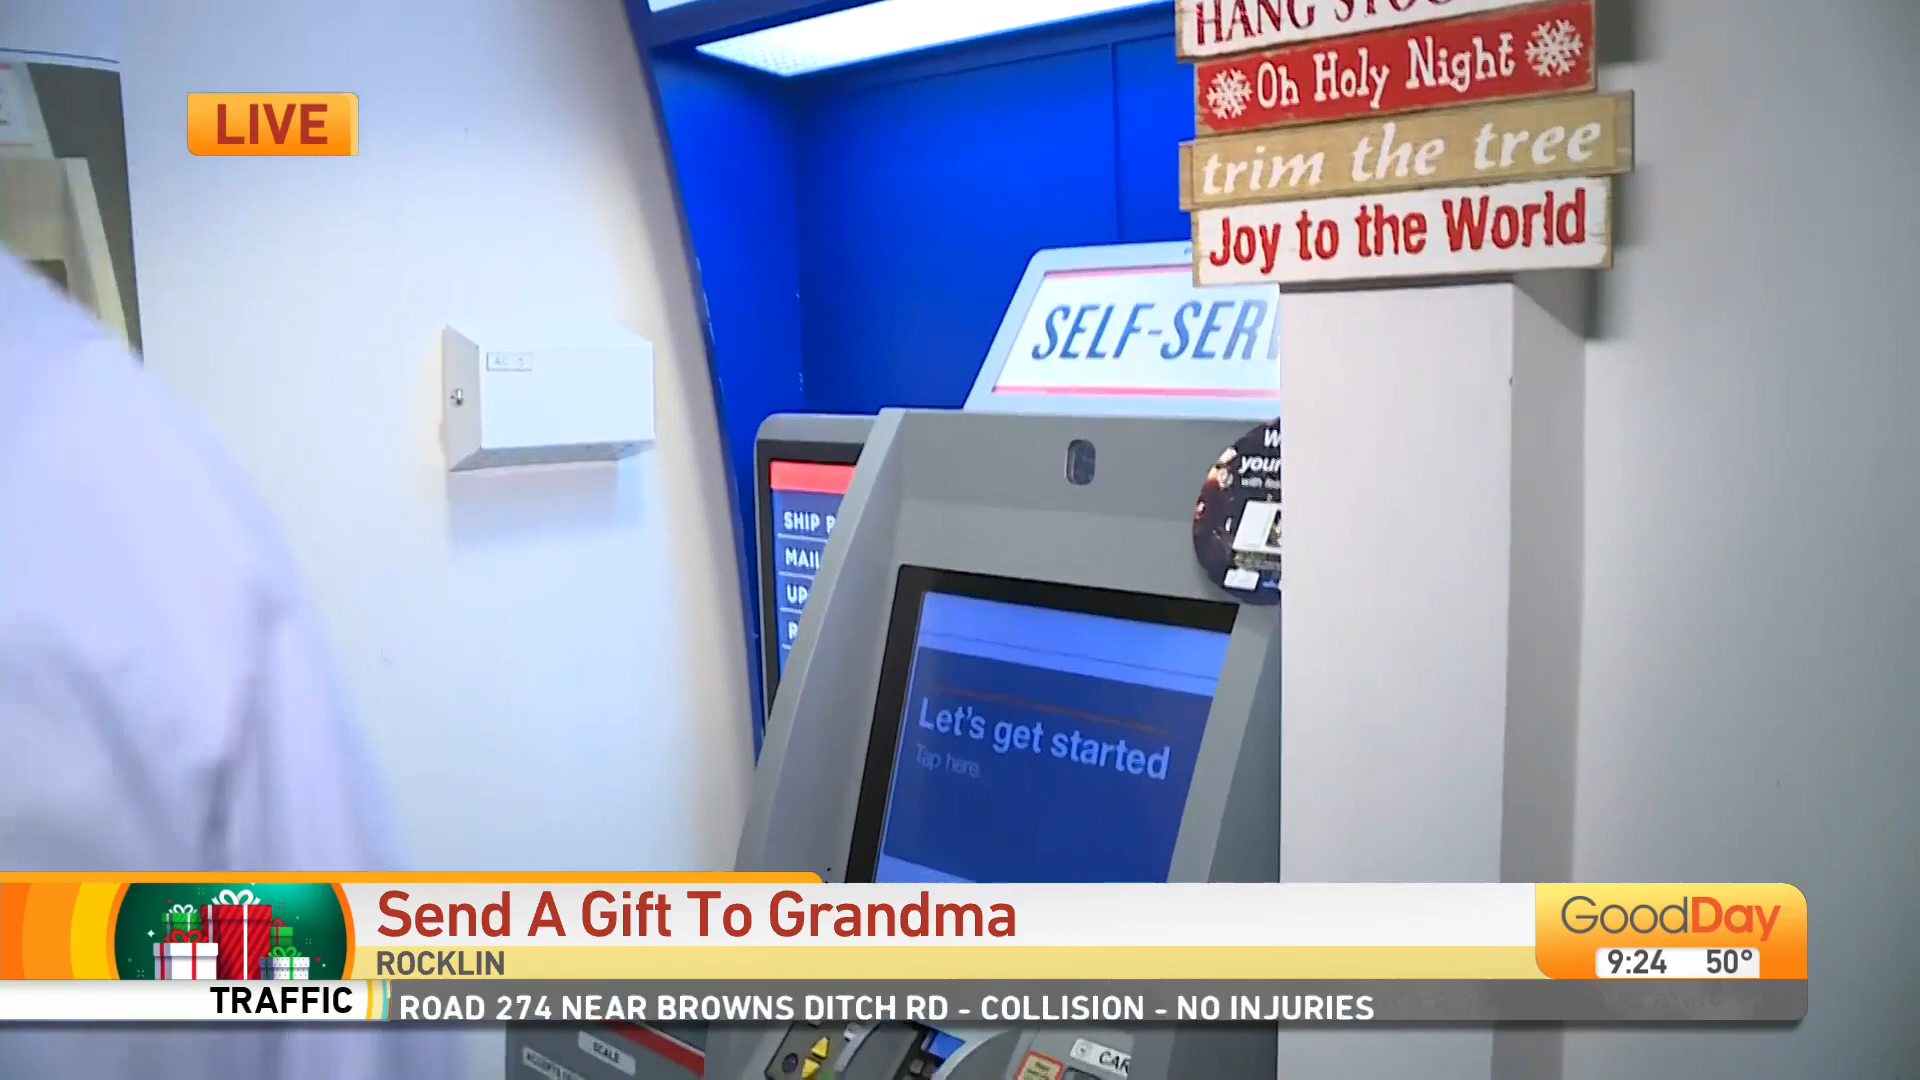 HANG
Oh Holy Night
trim the tree
Joy to the World
LIVE
SELF-SER
SHIP
MAIL
UP
your
Let's get started
Tap here.
Send A Gift To Grandma
ROCKLIN
GoodDay
9:24 50°
TRAFFIC
ROAD 274 NEAR BROWNS DITCH RD - COLLISION - NO INJURIES
SCALE